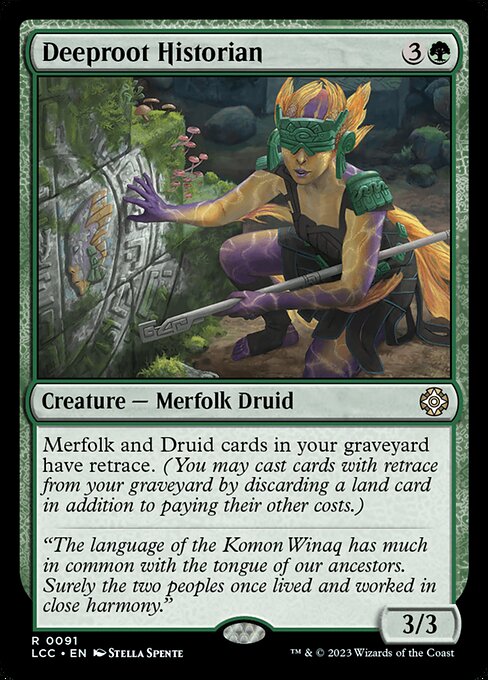 Deeproot Historian 3
Creature — Merfolk Druid
Merfolk and Druid cards in your graveyard
have retrace. (You may cast cards with retrace
from your graveyard by discarding a land card
in addition to paying their other costs.)
“The language of the Komon Winaq has much
in common with the tongue of our ancestors.
Surely the two peoples once lived and worked in
close harmony.”
3/3
R 0091
LCC • EN Stella Spente
™ & © 2023 Wizards of the Coast